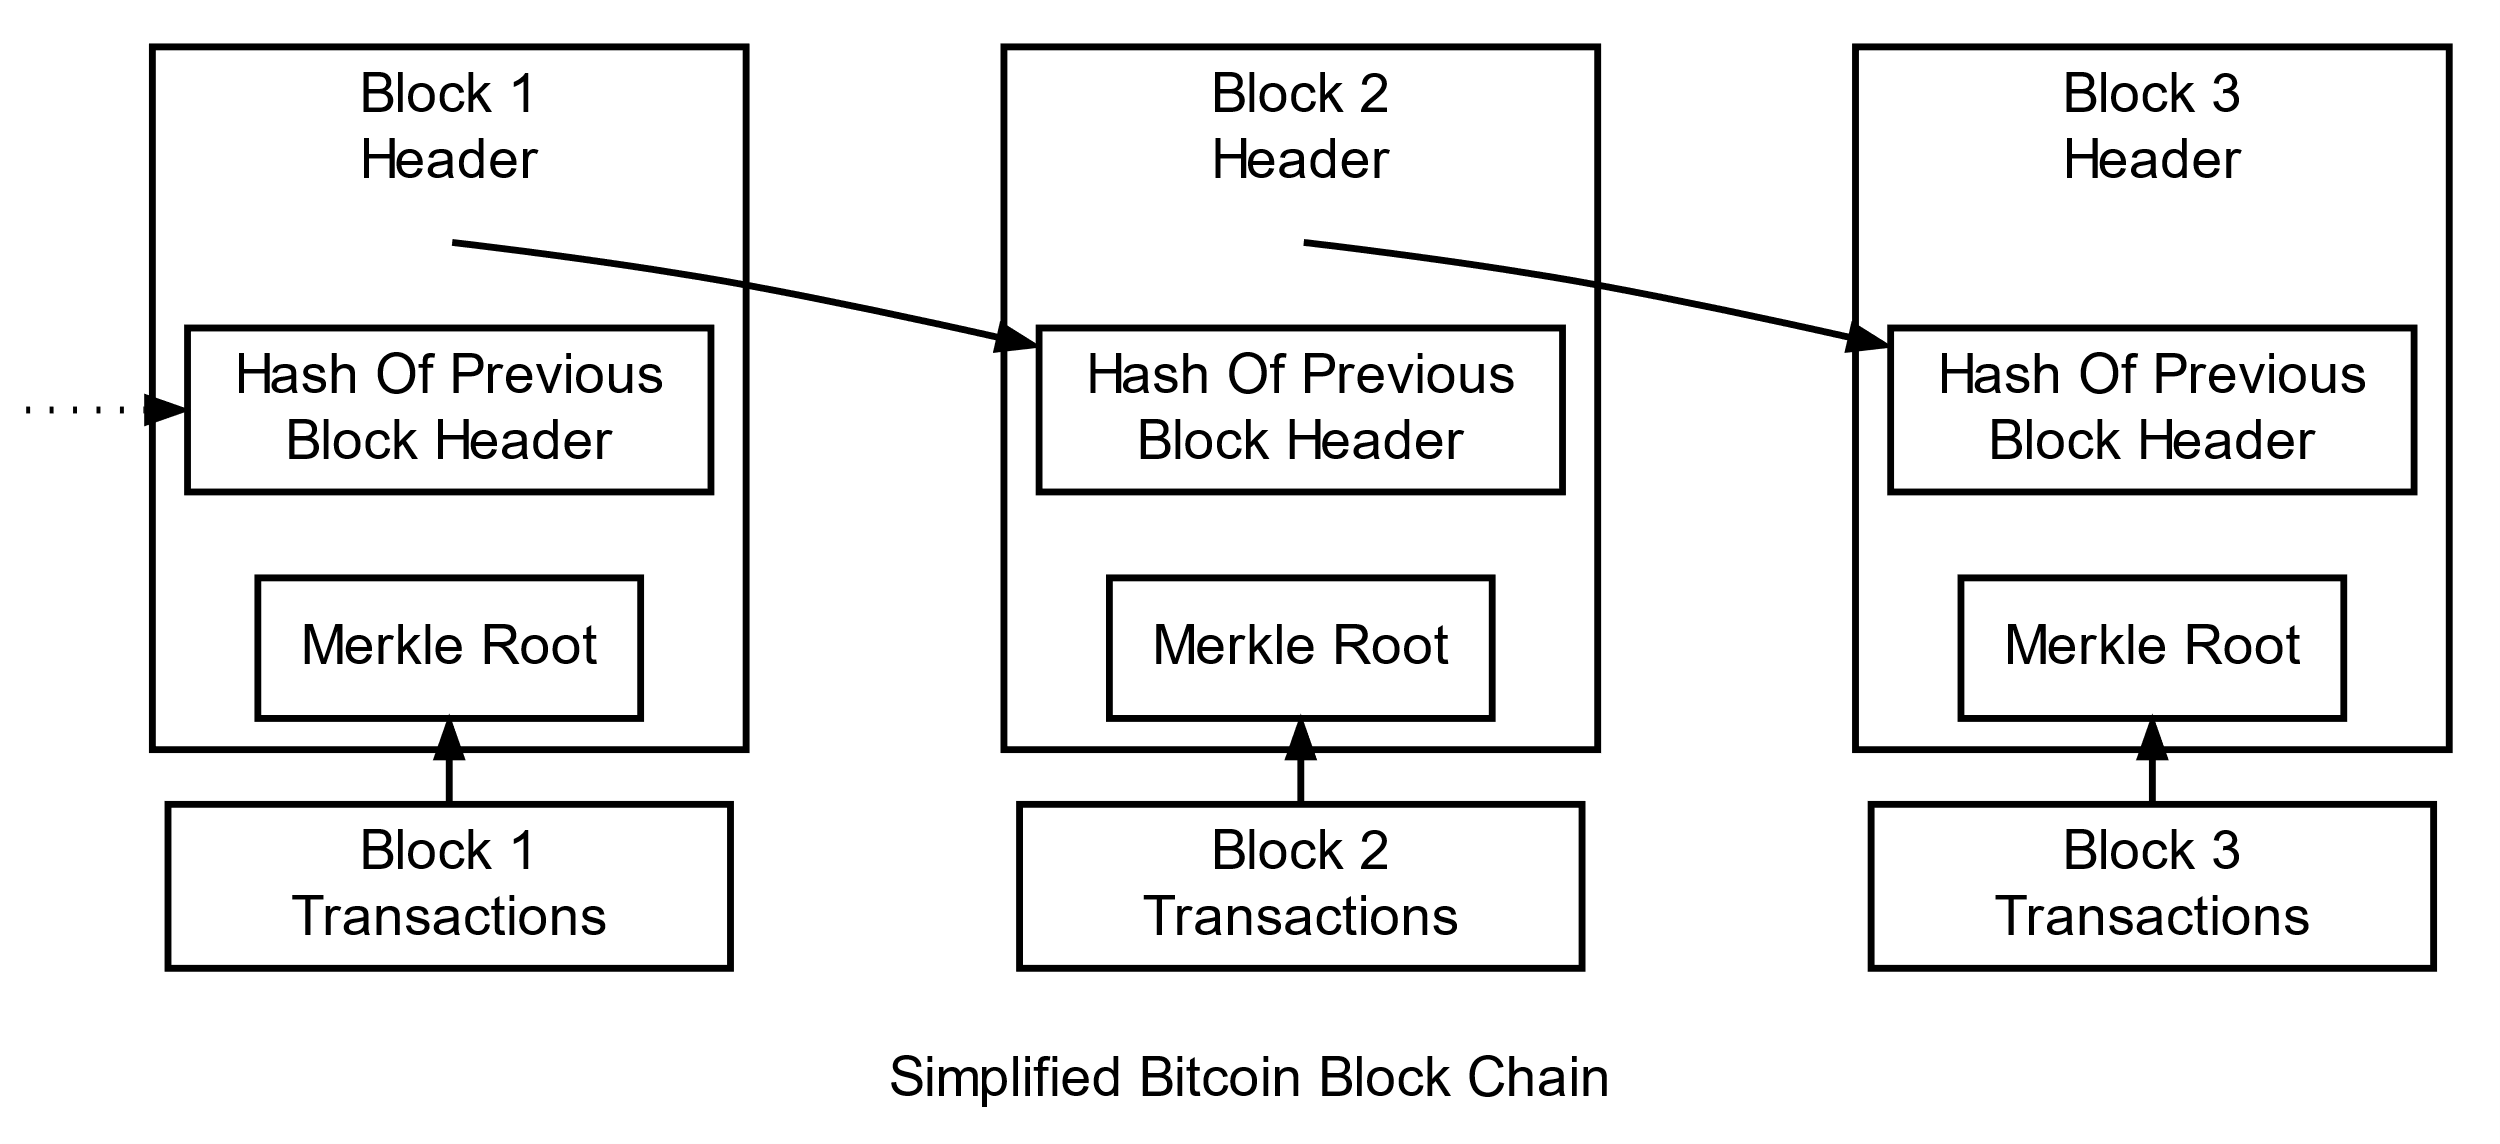 Block 1
Header
Hash Of Previous
Block Header
Merkle Root
Block 1
Transactions
Block 2
Header
Hash Of Previous
Block Header
Merkle Root
Block 2
Transactions
Block 3
Header
Hash Of Previous
Block Header
Merkle Root
Block 3
Transactions
Simplified Bitcoin Block Chain